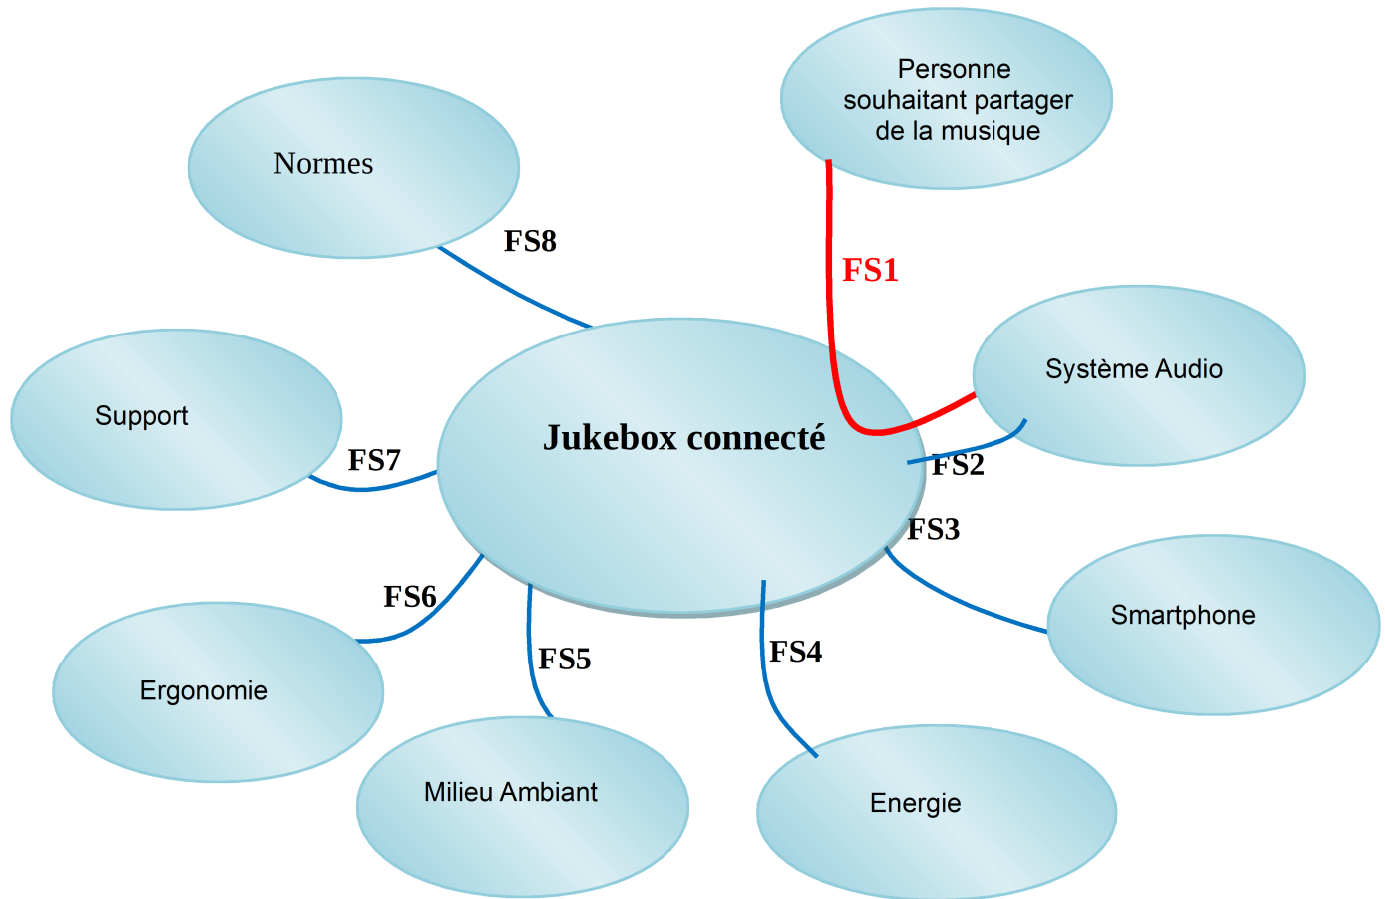 Personne
souhaitant partager
de la musique
Normes
FS8
FS1
Système Audio
Support
Jukebox connecté
FS7
FS2
FS3
FS6
Smartphone
FS5
FS4
Ergonomie
Milieu Ambiant
Energie